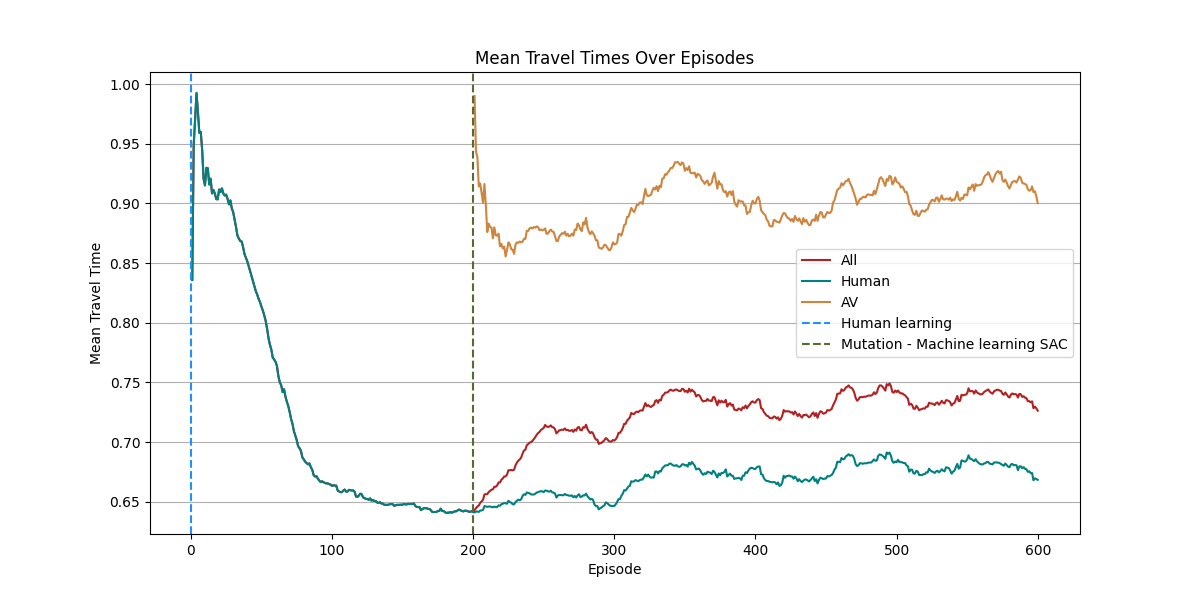 Mean Travel Times Over Episodes
Mean Travel Time
1.00
0.95
0.90
0.85
0.80
0.75
0.70
0.65
All
Human
AV
Human learning
Mutation - Machine learning SAC
0 100 200 300 400 500 600
Episode